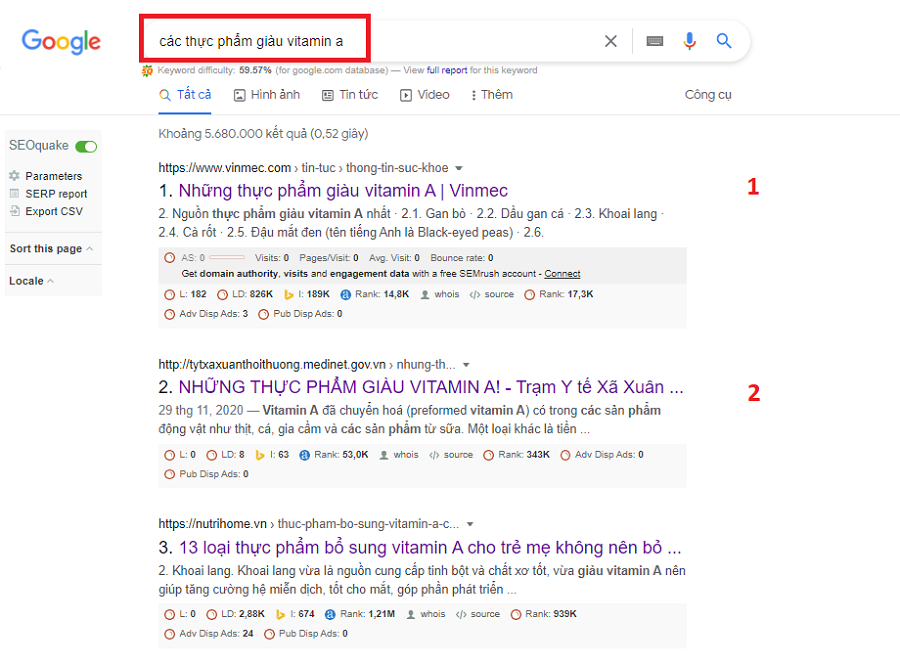 Google
các thực phẩm giàu vitamin a
Keyword difficulty: 59.57% (for google.com database) — View full report for this keyword
Tất cả Hình ảnh Tin tức Video Thêm Công cụ
Khoảng 5.680.000 kết quả (0,52 giây)
SEOquake
Parameters
SERP report
Export CSV
Sort this page
Locale
https://www.vinmec.com › tin-tuc › thong-tin-suc-khoe
1. Những thực phẩm giàu vitamin A | Vinmec
1
2. Nguồn thực phẩm giàu vitamin A nhất · 2.1. Gan bò · 2.2. Dầu gan cá · 2.3. Khoai lang ·
2.4. Cà rốt · 2.5. Đậu mắt đen (tên tiếng Anh là Black-eyed peas) · 2.6.
AS: 0 Visits: 0 Pages/Visit: 0 Avg. Visit: 0 Bounce rate: 0
Get domain authority, visits and engagement data with a free SEMrush account - Connect
L: 182 LD: 826K I: 189K Rank: 14,8K whois source Rank: 17,3K
Adv Disp Ads: 3 Pub Disp Ads: 0
http://tytxaxuanthoithuong.medinet.gov.vn › nhung-th...
2. NHỮNG THỰC PHẨM GIÀU VITAMIN A! - Trạm Y tế Xã Xuân ...
2
29 thg 11, 2020 — Vitamin A đã chuyển hoá (preformed vitamin A) có trong các sản phẩm
động vật như thịt, cá, gia cầm và các sản phẩm từ sữa. Một loại khác là tiền ...
L: 0 LD: 8 I: 63 Rank: 53,0K whois source Rank: 343K Adv Disp Ads: 0
Pub Disp Ads: 0
https://nutrihome.vn › thuc-pham-bo-sung-vitamin-a-c...
3. 13 loại thực phẩm bổ sung vitamin A cho trẻ mẹ không nên bỏ ...
2. Khoai lang. Khoai lang vừa là nguồn cung cấp tinh bột và chất xơ tốt, vừa giàu vitamin A nên
giúp tăng cường hệ miễn dịch, tốt cho mắt, góp phần phát triển ...
L: 0 LD: 2,88K I: 674 Rank: 1,21M whois source Rank: 939K
Adv Disp Ads: 24 Pub Disp Ads: 0